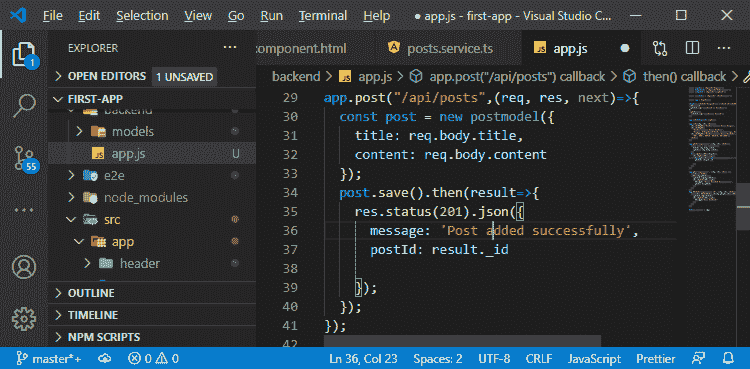 File Edit Selection View Go Run Terminal Help app.js - first-app - Visual Studio C...
EXPLORER
OPEN EDITORS 1 UNSAVED
FIRST-APP
backend
models
JS app.js U
e2e
node_modules
src
app
header
OUTLINE
TIMELINE
NPM SCRIPTS
1
55
component.html posts.service.ts JS app.js
backend > JS app.js > app.post("/api/posts") callback > then() callback >
29 app.post("/api/posts",(req, res, next)=>{
30 const post = new postmodel({
31 title: req.body.title,
32 content: req.body.content
33 });
34 post.save().then(result=>{
35 res.status(201).json({
36 message: 'Post added successfully',
37 postId: result._id
38
39 });
40 });
41 });
42
master*+ 0 0 Ln 36, Col 23 Spaces: 2 UTF-8 CRLF JavaScript Prettier